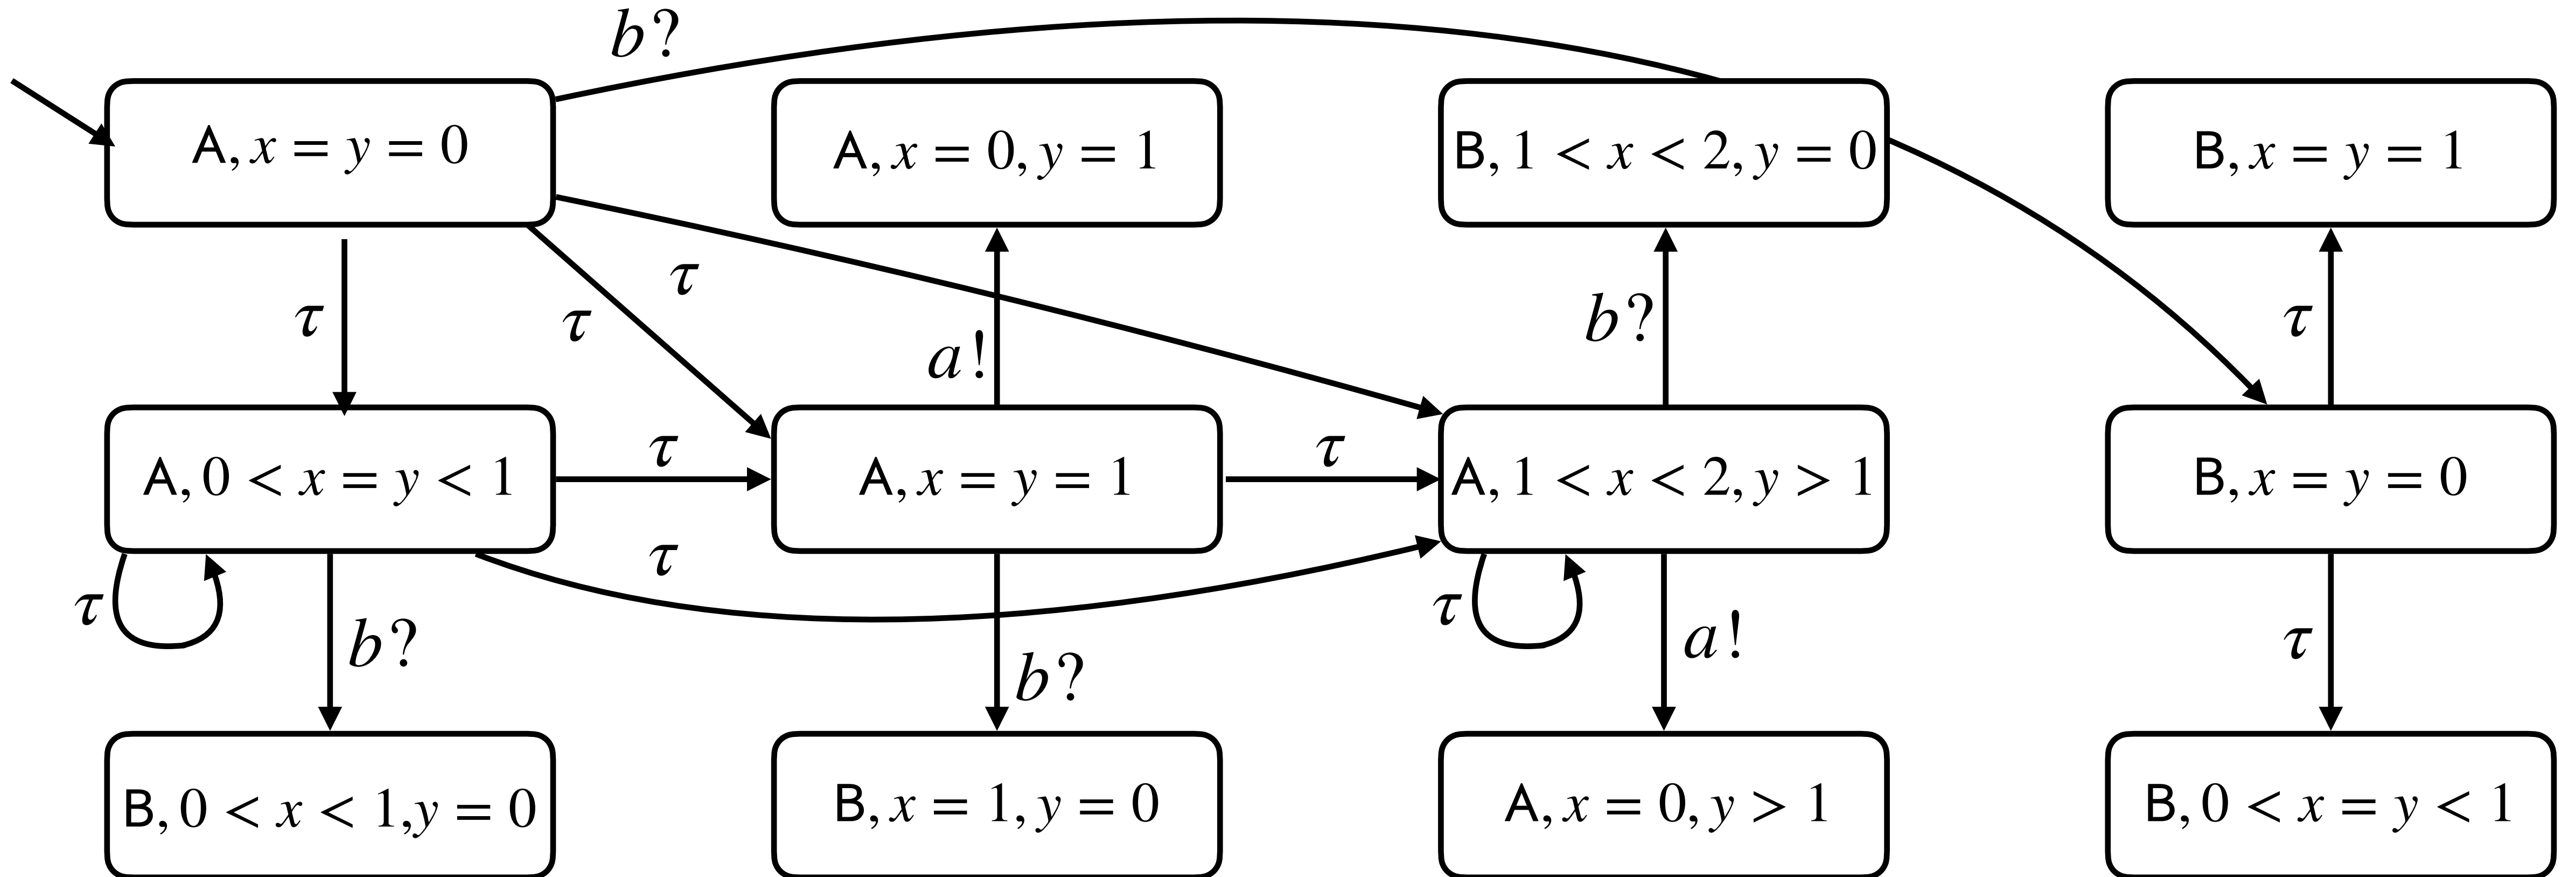 b?
A, x = y = 0
A, x = 0, y = 1
B, 1 < x < 2, y = 0
B, x = y = 1
τ
τ
τ
a!
b?
τ
A, 0 < x = y < 1
τ
A, x = y = 1
τ
A, 1 < x < 2, y > 1
B, x = y = 0
τ
b?
τ
b?
τ
a!
τ
B, 0 < x < 1, y = 0
B, x = 1, y = 0
A, x = 0, y > 1
B, 0 < x = y < 1